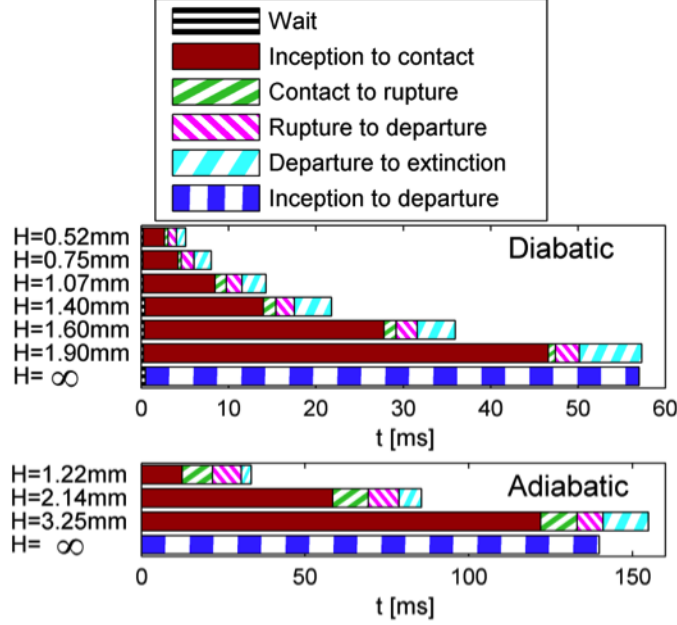 Wait
Inception to contact
Contact to rupture
Rupture to departure
Departure to extinction
Inception to departure
Diabatic
H=0.52mm
H=0.75mm
H=1.07mm
H=1.40mm
H=1.60mm
H=1.90mm
H= ∞
0 10 20 30 40 50 60
t [ms]
Adiabatic
H=1.22mm
H=2.14mm
H=3.25mm
H= ∞
0 50 100 150
t [ms]